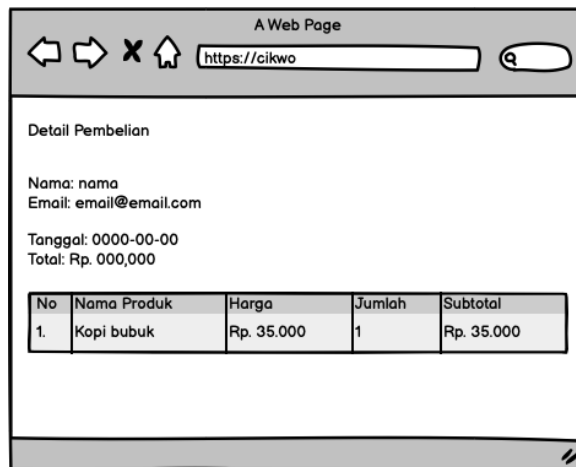 A Web Page
https://cikwo
Detail Pembelian
Nama: nama
Email: email@email.com
Tanggal: 0000-00-00
Total: Rp. 000,000
No Nama Produk Harga Jumlah Subtotal
1. Kopi bubuk Rp. 35.000 1 Rp. 35.000